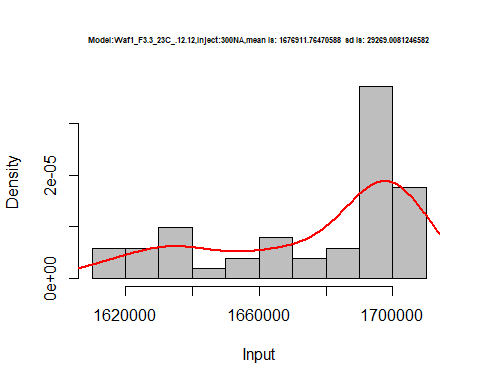 Model:Waf1_F3.3_23C_.12.12,Inject:300NA,mean is: 1676911.76470588 sd is: 29269.0081246582
Density
2e-05
0e+00
1620000 1660000 1700000
Input